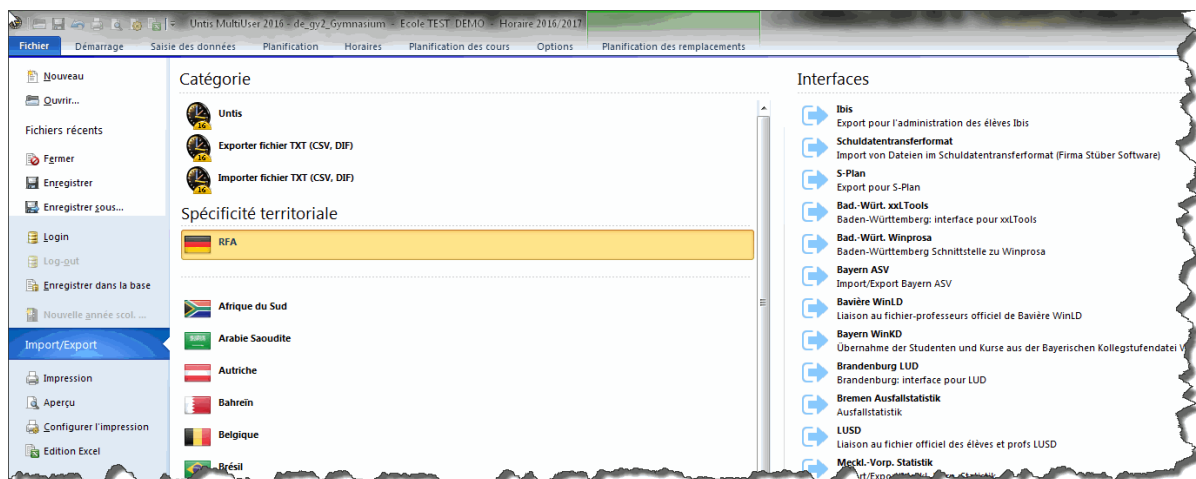 Untis MultiUser 2016 - de_gy2_Gymnasium - Ecole TEST DEMO - Horaire 2016/2017
Fichier Démarrage Saisie des données Planification Horaires Planification des cours Options Planification des remplacements
Nouveau
Ouvrir...
Fichiers récents
Fermer
Enregistrer
Enregistrer sous...
Login
Log-out
Enregistrer dans la base
Nouvelle année scol. ...
Import/Export
Impression
Aperçu
Configurer l'impression
Edition Excel
Catégorie
Untis
Exporter fichier TXT (CSV, DIF)
Importer fichier TXT (CSV, DIF)
Spécificité territoriale
RFA
Afrique du Sud
Arabie Saoudite
Autriche
Bahreïn
Belgique
Brésil
Interfaces
Ibis
Export pour l'administration des élèves Ibis
Schuldatentransferformat
Import von Dateien im Schuldatentransferformat (Firma Stüber Software)
S-Plan
Export pour S-Plan
Bad.-Würt. xxLTools
Baden-Württemberg: interface pour xxLTools
Bad.-Würt. Winprosa
Baden-Württemberg Schnittstelle zu Winprosa
Bayern ASV
Import/Export Bayern ASV
Bavière WinLD
Liaison au fichier-professeurs officiel de Bavière WinLD
Bayern WinKD
Übernahme der Studenten und Kurse aus der Bayerischen Kollegstufendatei
Brandenburg LUD
Brandenburg: interface pour LUD
Bremen Ausfallstatistik
Ausfallstatistik
LUSD
Liaison au fichier officiel des élèves et profs LUSD
Meckl.-Vorp. Statistik